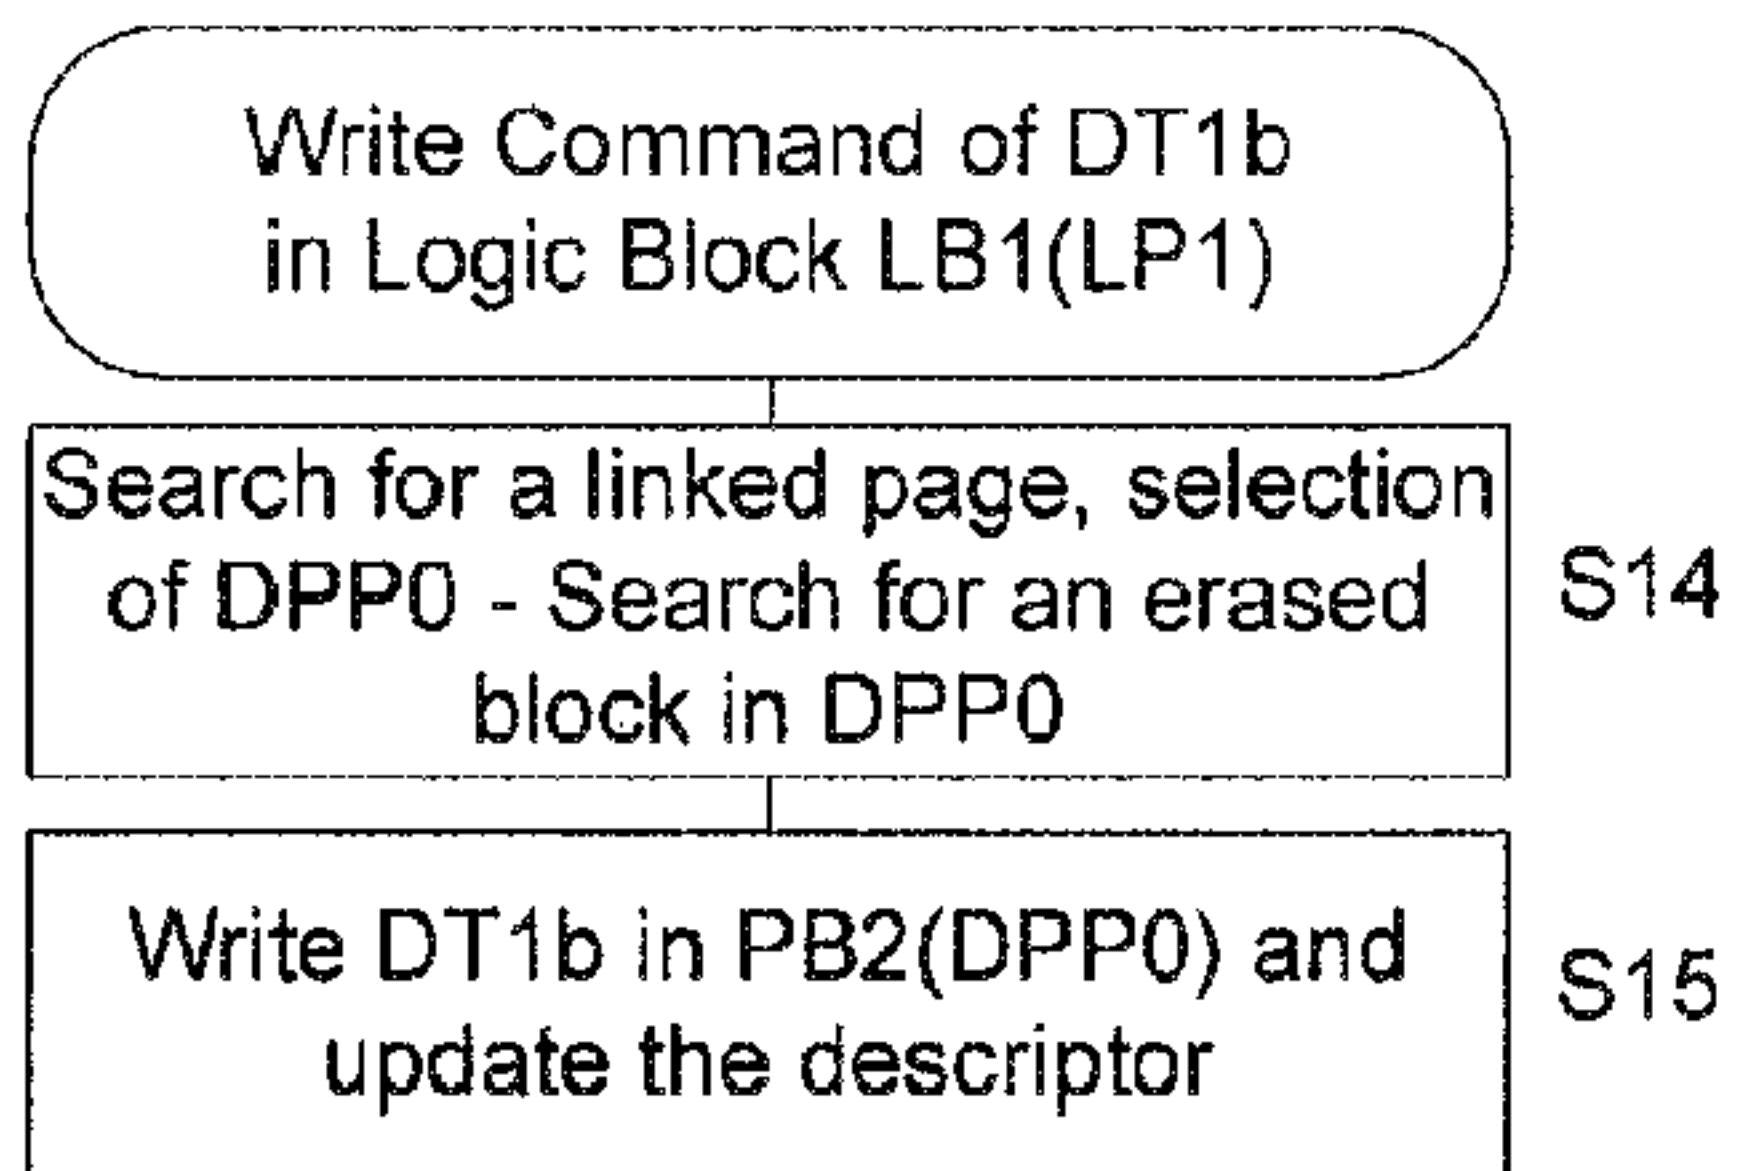 Write Command of DT1b
in Logic Block LB1(LP1)
Search for a linked page, selection
of DPP0 - Search for an erased
block in DPP0
S14
Write DT1b in PB2(DPP0) and
update the descriptor
S15